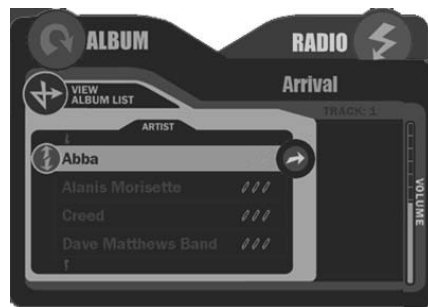 ALBUM
RADIO
VIEW
ALBUM LIST
Arrival
TRACK: 1
ARTIST
Abba
Alanis Morisette
Creed
Dave Matthews Band
VOLUME